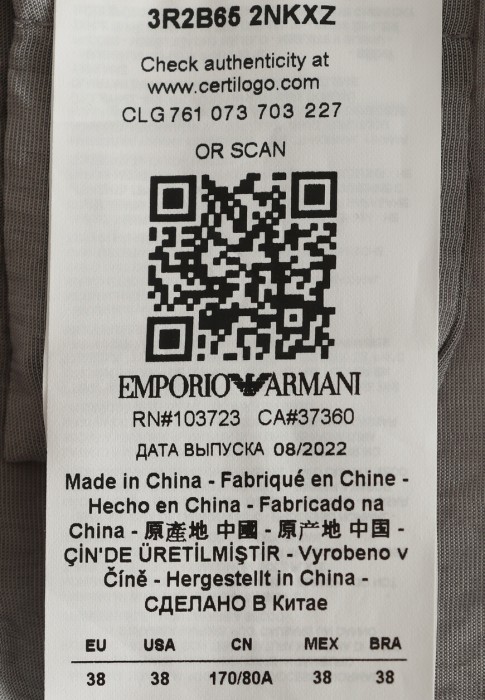 3R2B65 2NKXZ
Check authenticity at
www.certilogo.com
CLG 761 073 703 227
OR SCAN
EMPORIO ARMANI
RN#103723 CA#37360
ДАТА ВЫПУСКА 08/2022
Made in China - Fabriqué en Chine -
Hecho en China - Fabricado na
China - 原產地 中國 - 原产地 中国 -
ÇİN'DE ÜRETİLMİŞTİR - Vyrobeno v
Číně - Hergestellt in China -
СДЕЛАНО В Китае
EU USA CN MEX BRA
38 38 170/80A 38 38